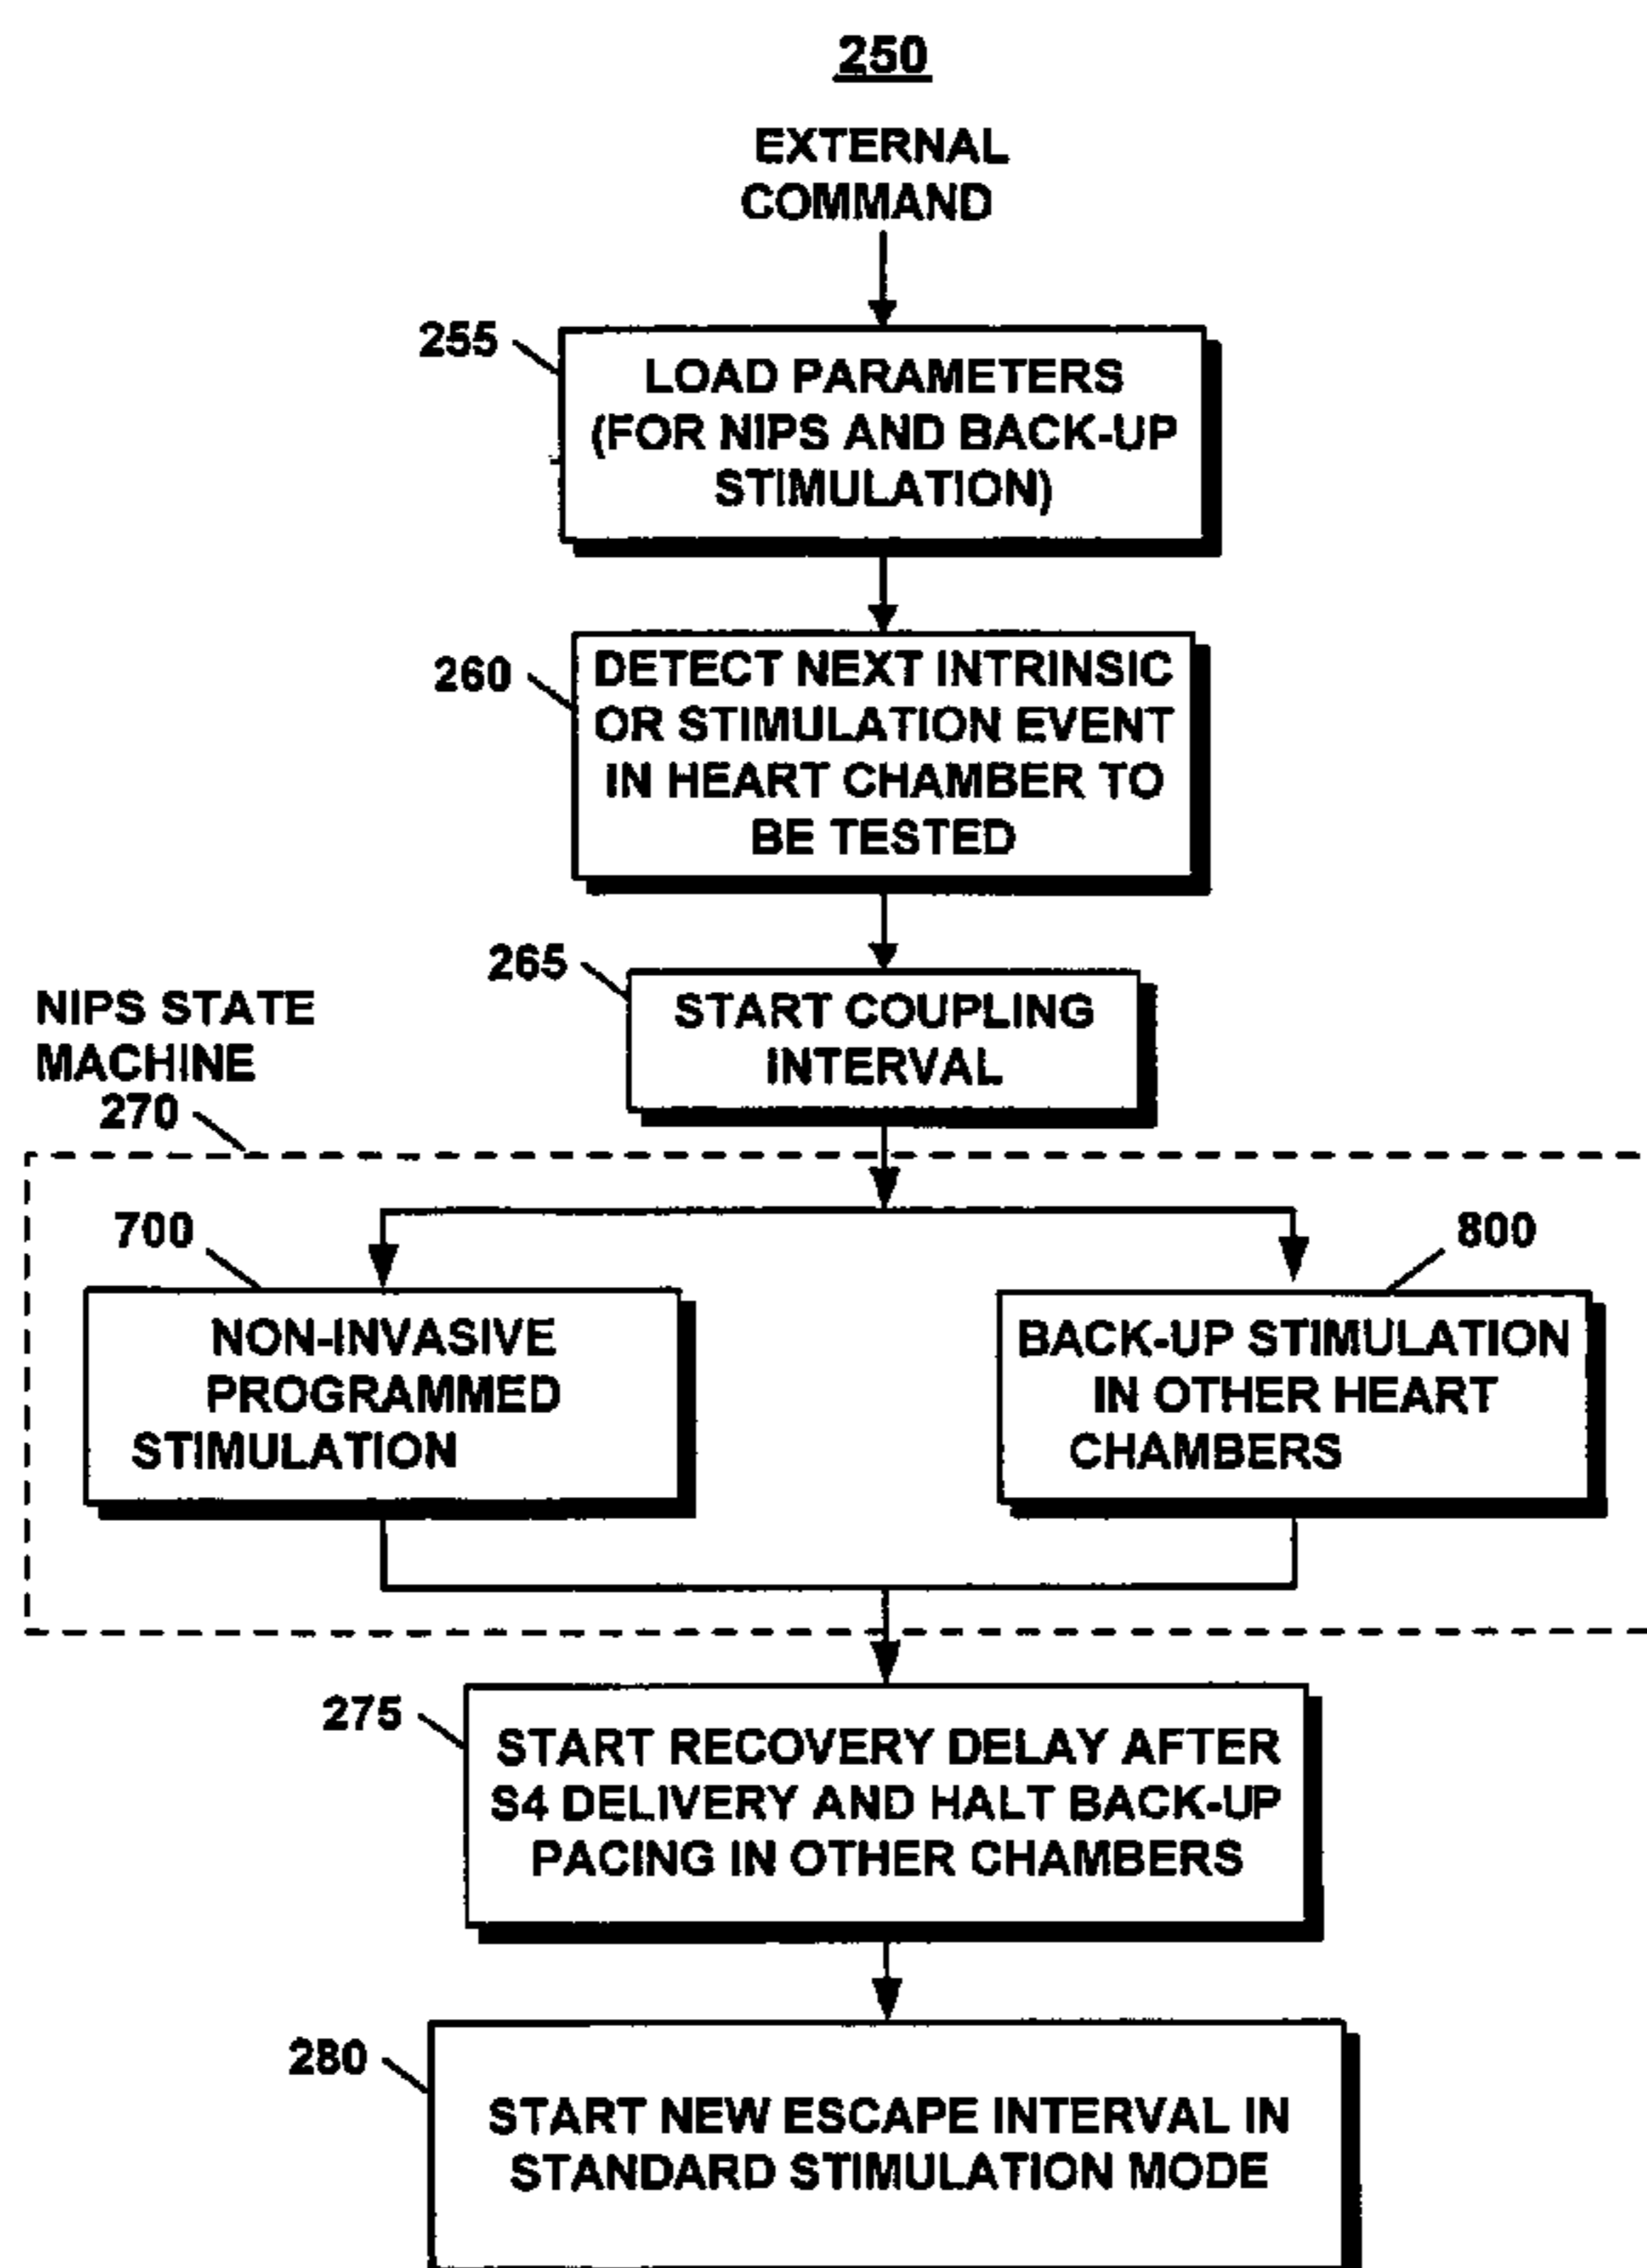 250
EXTERNAL
COMMAND
255
LOAD PARAMETERS
(FOR NIPS AND BACK-UP
STIMULATION)
260
DETECT NEXT INTRINSIC
OR STIMULATION EVENT
IN HEART CHAMBER TO
BE TESTED
265
START COUPLING
INTERVAL
NIPS STATE
MACHINE
270
700
NON-INVASIVE
PROGRAMMED
STIMULATION
800
BACK-UP STIMULATION
IN OTHER HEART
CHAMBERS
275
START RECOVERY DELAY AFTER
S4 DELIVERY AND HALT BACK-UP
PACING IN OTHER CHAMBERS
280
START NEW ESCAPE INTERVAL IN
STANDARD STIMULATION MODE